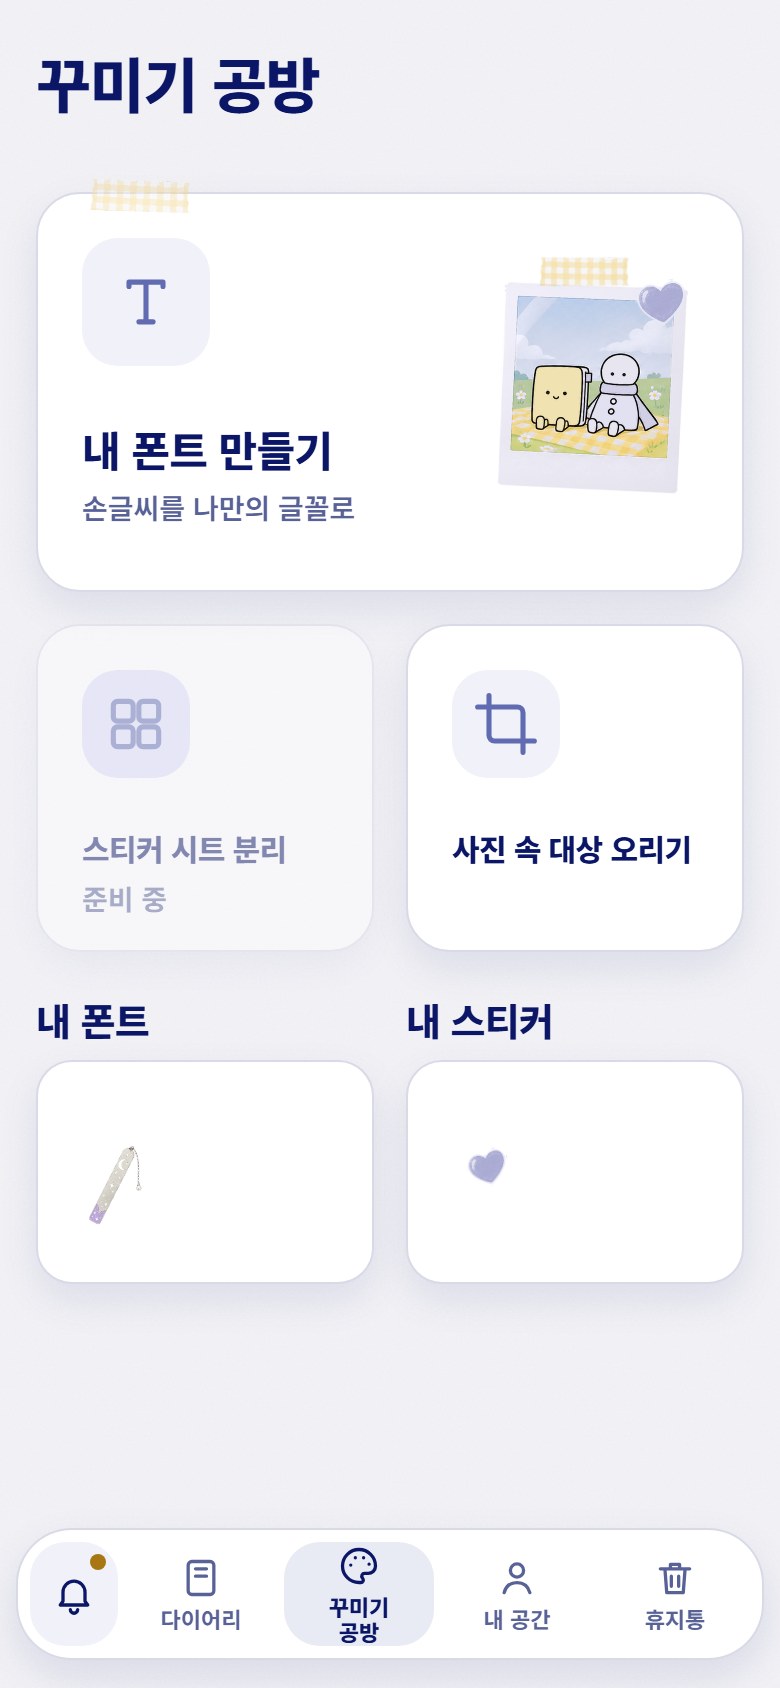 꾸미기 공방
내 폰트 만들기
손글씨를 나만의 글꼴로
스티커 시트 분리
준비 중
사진 속 대상 오리기
내 폰트
내 스티커
다이어리
꾸미기
공방
내 공간
휴지통